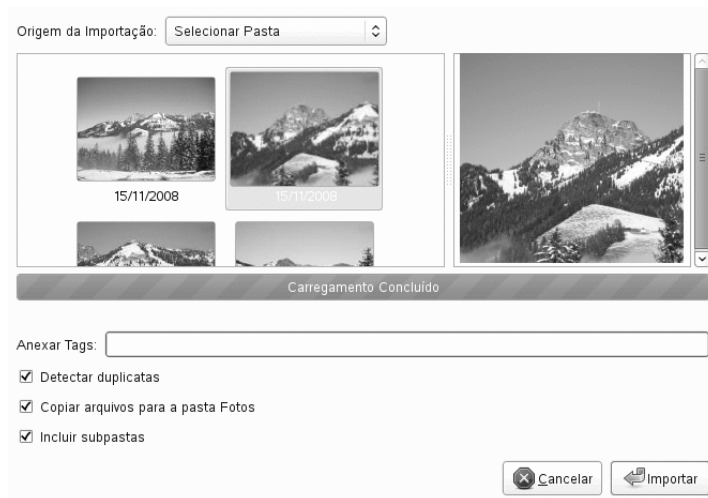 Origem da Importação: Selecionar Pasta
15/11/2008 15/11/2008
Carregamento Concluído
Anexar Tags:
Detectar duplicatas
Copiar arquivos para a pasta Fotos
Incluir subpastas
Cancelar Importar